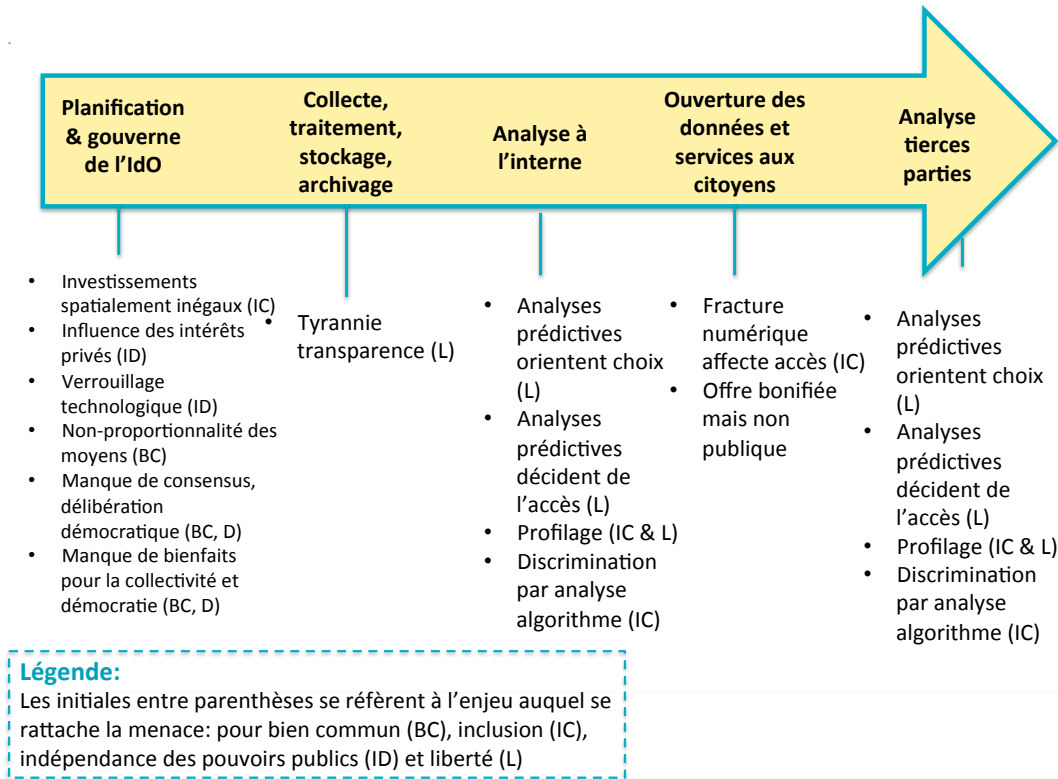 Planification
& gouverne
de l'IdO
Collecte,
traitement,
stockage,
archivage
Analyse à
l'interne
Ouverture des
données et
services aux
citoyens
Analyse
tierces
parties
• Investissements
spatialement inégaux (IC)
• Influence des intérêts
privés (ID)
• Verrouillage
technologique (ID)
• Non-proportionnalité des
moyens (BC)
• Manque de consensus,
délibération
démocratique (BC, D)
• Manque de bienfaits
pour la collectivité et
démocratie (BC, D)
• Tyrannie
transparence (L)
• Analyses
prédictives
orientent choix
(L)
• Analyses
prédictives
décident de
l'accès (L)
• Profilage (IC & L)
• Discrimination
par analyse
algorithme (IC)
• Fracture
numérique
affecte accès (IC)
• Offre bonifiée
mais non
publique
• Analyses
prédictives
orientent choix
(L)
• Analyses
prédictives
décident de
l'accès (L)
• Profilage (IC & L)
• Discrimination
par analyse
algorithme (IC)
Légende:
Les initiales entre parenthèses se réfèrent à l'enjeu auquel se
rattache la menace: pour bien commun (BC), inclusion (IC),
indépendance des pouvoirs publics (ID) et liberté (L)